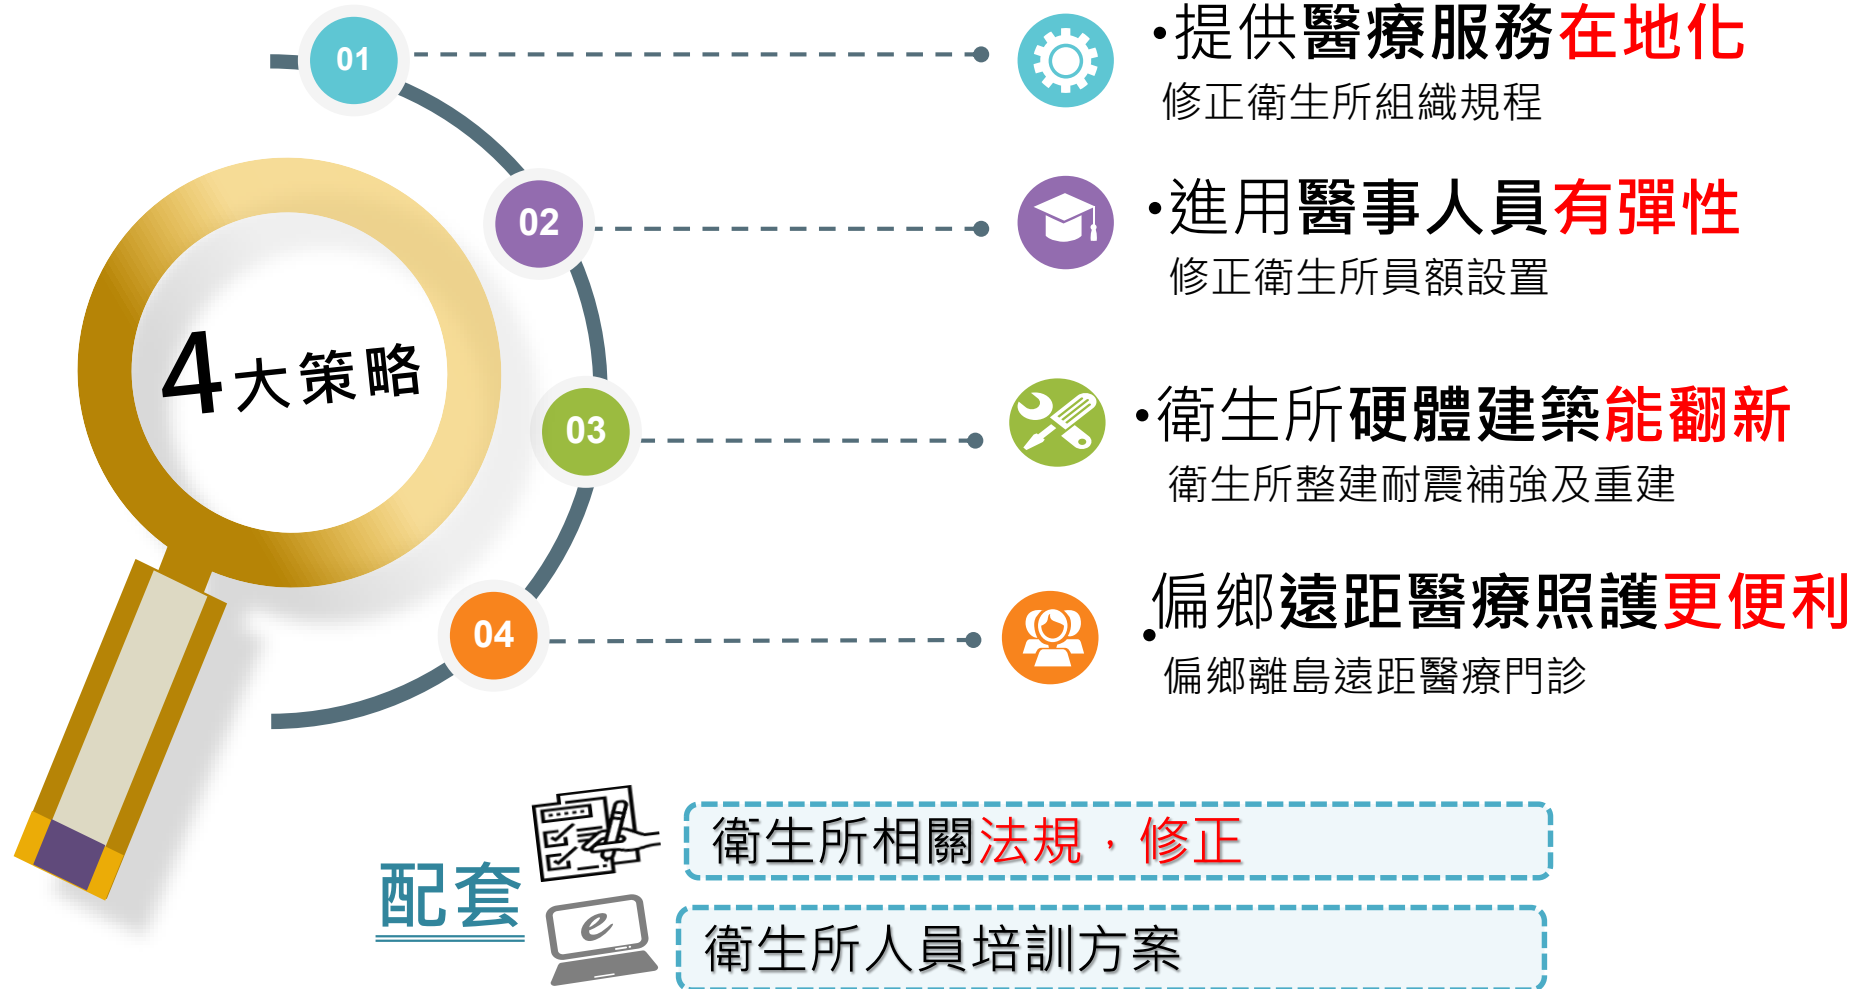 01
•提供醫療服務在地化
修正衛生所組織規程
02
•進用醫事人員有彈性
修正衛生所員額設置
4大策略
03
•衛生所硬體建築能翻新
衛生所整建耐震補強及重建
04
•偏鄉遠距醫療照護更便利
偏鄉離島遠距醫療門診
配套
衛生所相關法規，修正
e
衛生所人員培訓方案